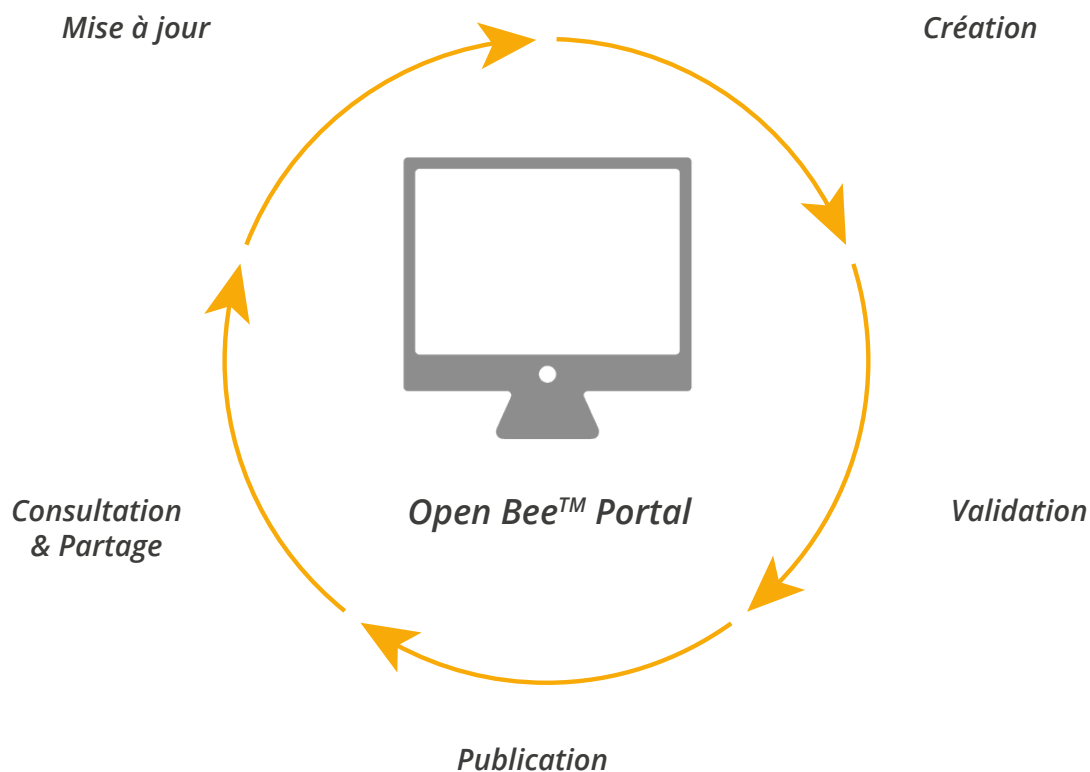 Mise à jour
Création
Consultation
& Partage
Open Bee™ Portal
Validation
Publication